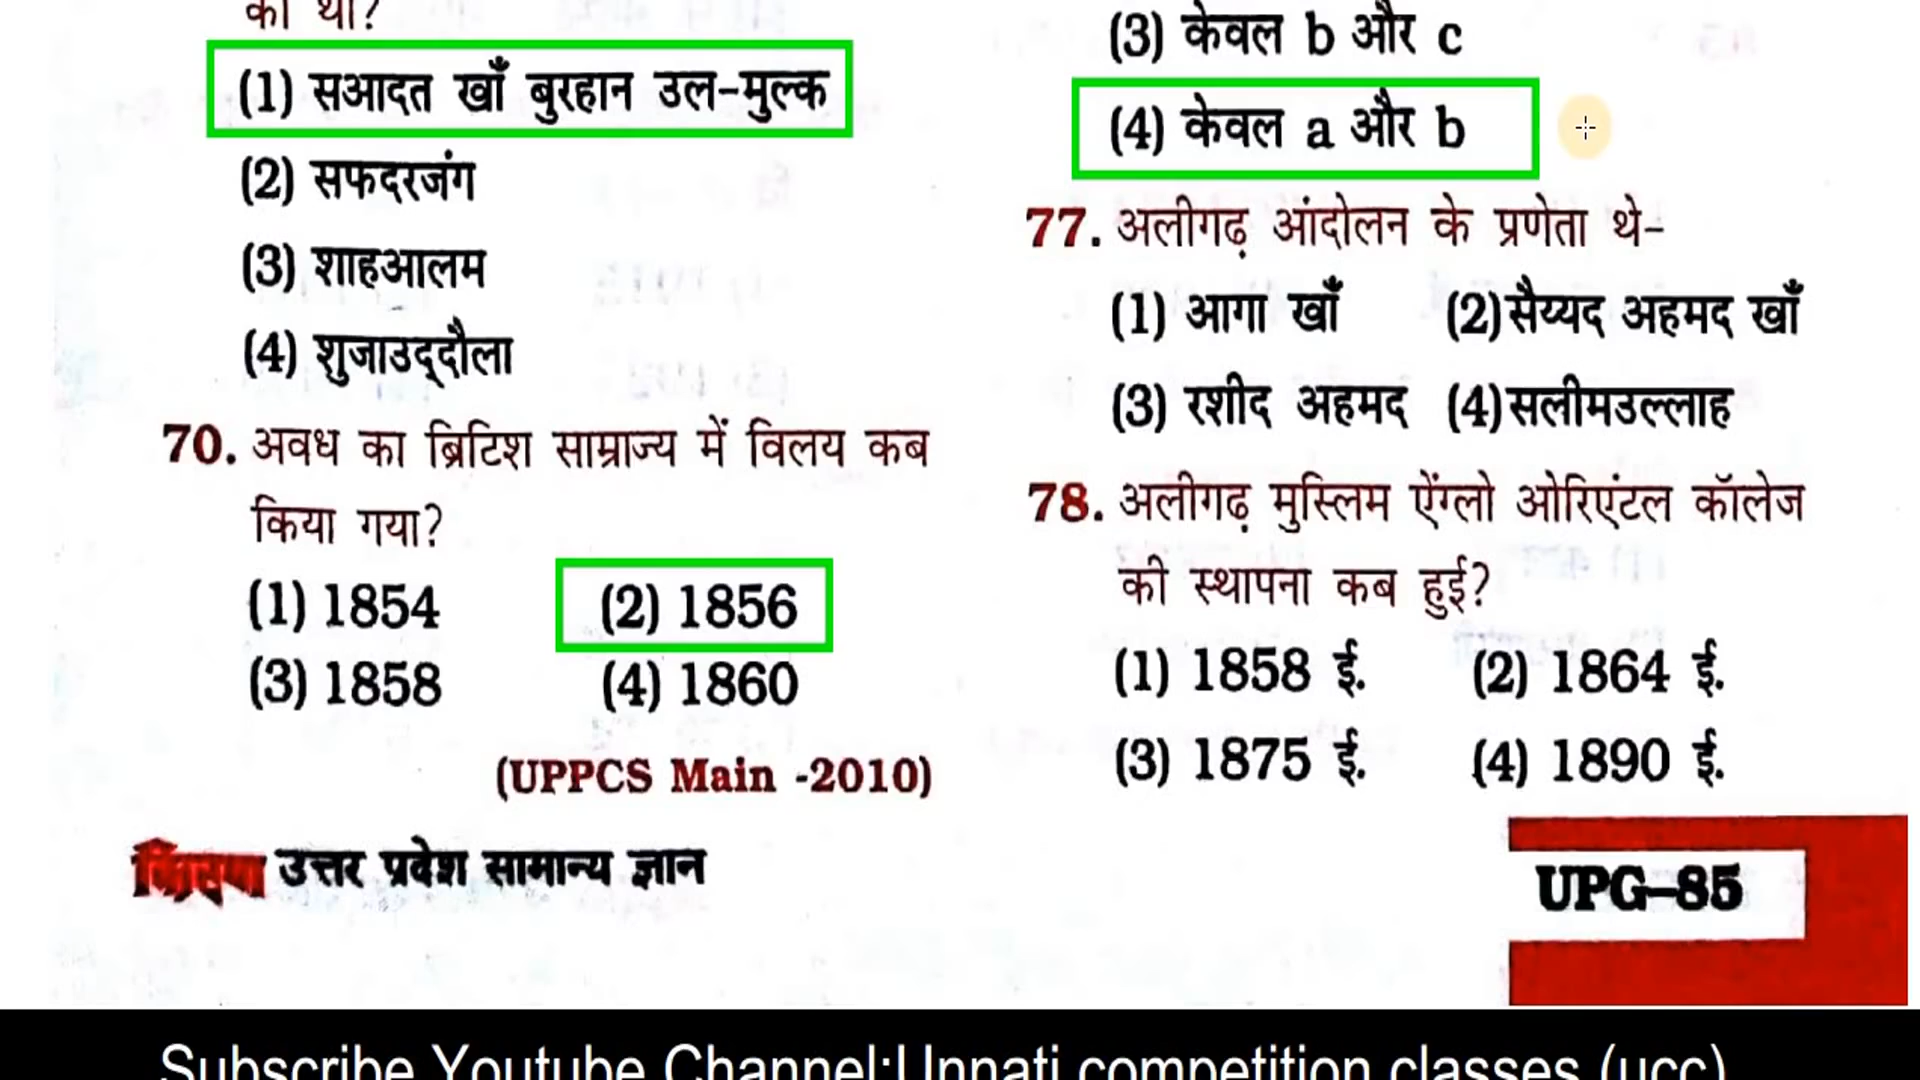 की थी?
(1) सआदत खाँ बुरहान उल-मुल्क
(2) सफदरजंग
(3) शाहआलम
(4) शुजाउद्दौला
70. अवध का ब्रिटिश साम्राज्य में विलय कब
किया गया?
(1) 1854 (2) 1856
(3) 1858 (4) 1860
(UPPCS Main -2010)
(3) केवल b और c
(4) केवल a और b
77. अलीगढ़ आंदोलन के प्रणेता थे-
(1) आगा खाँ (2) सैय्यद अहमद खाँ
(3) रशीद अहमद (4) सलीमउल्लाह
78. अलीगढ़ मुस्लिम ऐंग्लो ओरिएंटल कॉलेज
की स्थापना कब हुई?
(1) 1858 ई. (2) 1864 ई.
(3) 1875 ई. (4) 1890 ई.
उत्तर प्रदेश सामान्य ज्ञान
UPG-85
Subscribe Youtube Channel:Unnati competition classes (ucc)